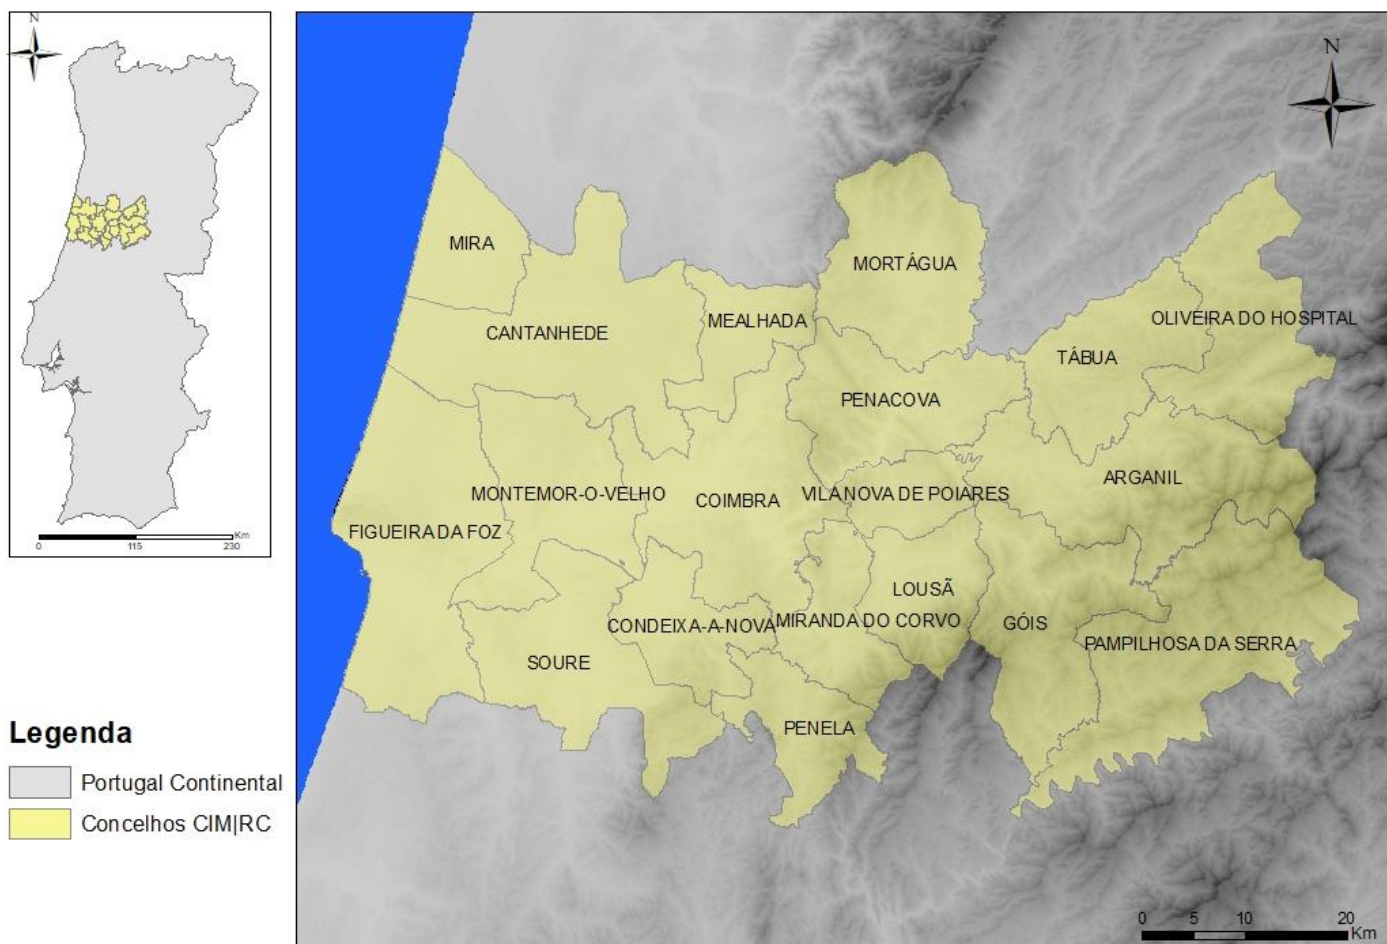 N
0 115 230 Km
Legenda
Portugal Continental
Concelhos CIM|RC
N
MIRA
MORTÁGUA
CANTANHEDE
MEALHADA
OLIVEIRA DO HOSPITAL
TÁBUA
PENACOVA
ARGANIL
MONTEMOR-O-VELHO
COIMBRA
VILA NOVA DE POIARES
FIGUEIRA DA FOZ
LOUSÃ
CONDEIXA-A-NOVA
MIRANDA DO CORVO
GÓIS
PAMPILHOSA DA SERRA
SOURE
PENELA
0 5 10 20
Km